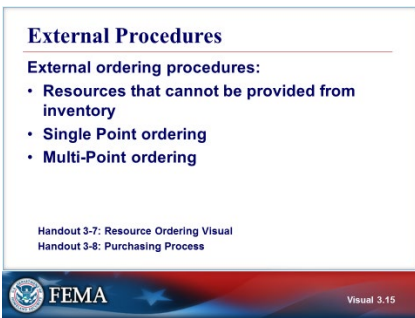 External Procedures
External ordering procedures:
• Resources that cannot be provided from
inventory
• Single Point ordering
• Multi-Point ordering
Handout 3-7: Resource Ordering Visual
Handout 3-8: Purchasing Process
FEMA
Visual 3.15